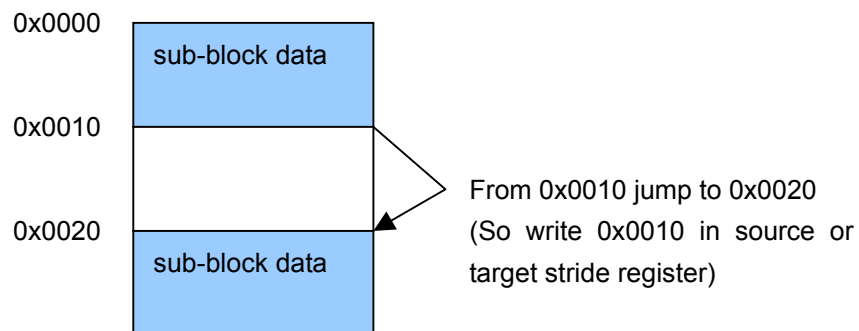 0x0000
sub-block data
0x0010
From 0x0010 jump to 0x0020
(So write 0x0010 in source or
target stride register)
0x0020
sub-block data